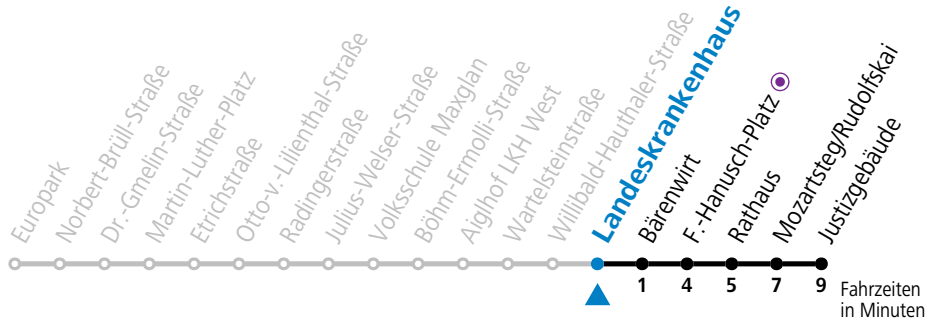 Europark
Norbert-Brüll-Straße
Dr.-Gmelin-Straße
Martin-Luther-Platz
Etrichstraße
Otto-v.-Lilienthal-Straße
Radingerstraße
Julius-Welser-Straße
Volksschule Maxglan
Böhm-Ermolli-Straße
Aiglhof LKH West
Wartelsteinstraße
Willibald-Hauthaler-Straße
Landeskrankenhaus
Bärenwirt
F.-Hanusch-Platz
Rathaus
Mozartsteg/Rudolfskai
Justizgebäude
1 4 5 7 9
Fahrzeiten
in Minuten